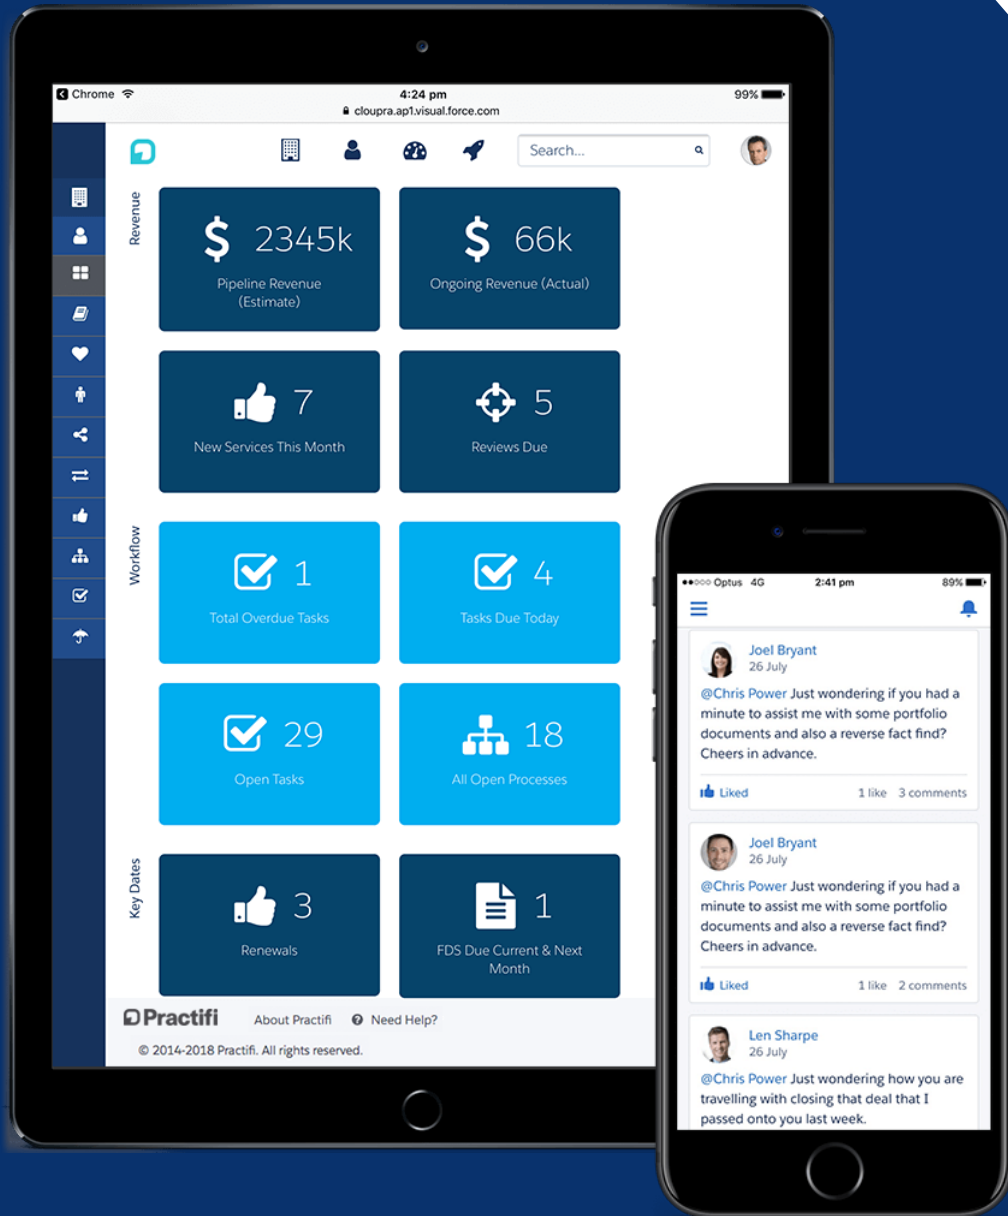 Chrome
4:24 pm
99%
cloupra.ap1.visual.force.com
Search...
Revenue
$ 2345k
Pipeline Revenue
(Estimate)
$ 66k
Ongoing Revenue (Actual)
7
New Services This Month
5
Reviews Due
Workflow
1
Total Overdue Tasks
4
Tasks Due Today
29
Open Tasks
18
All Open Processes
Key Dates
3
Renewals
1
FDS Due Current & Next
Month
Practifi
About Practifi
Need Help?
© 2014-2018 Practifi. All rights reserved.
Optus 4G
2:41 pm
89%
Joel Bryant
26 July
@Chris Power Just wondering if you had a
minute to assist me with some portfolio
documents and also a reverse fact find?
Cheers in advance.
Liked
1 like 3 comments
Joel Bryant
26 July
@Chris Power Just wondering if you had a
minute to assist me with some portfolio
documents and also a reverse fact find?
Cheers in advance.
Liked
1 like 2 comments
Len Sharpe
26 July
@Chris Power Just wondering how you are
travelling with closing that deal that I
passed onto you last week.